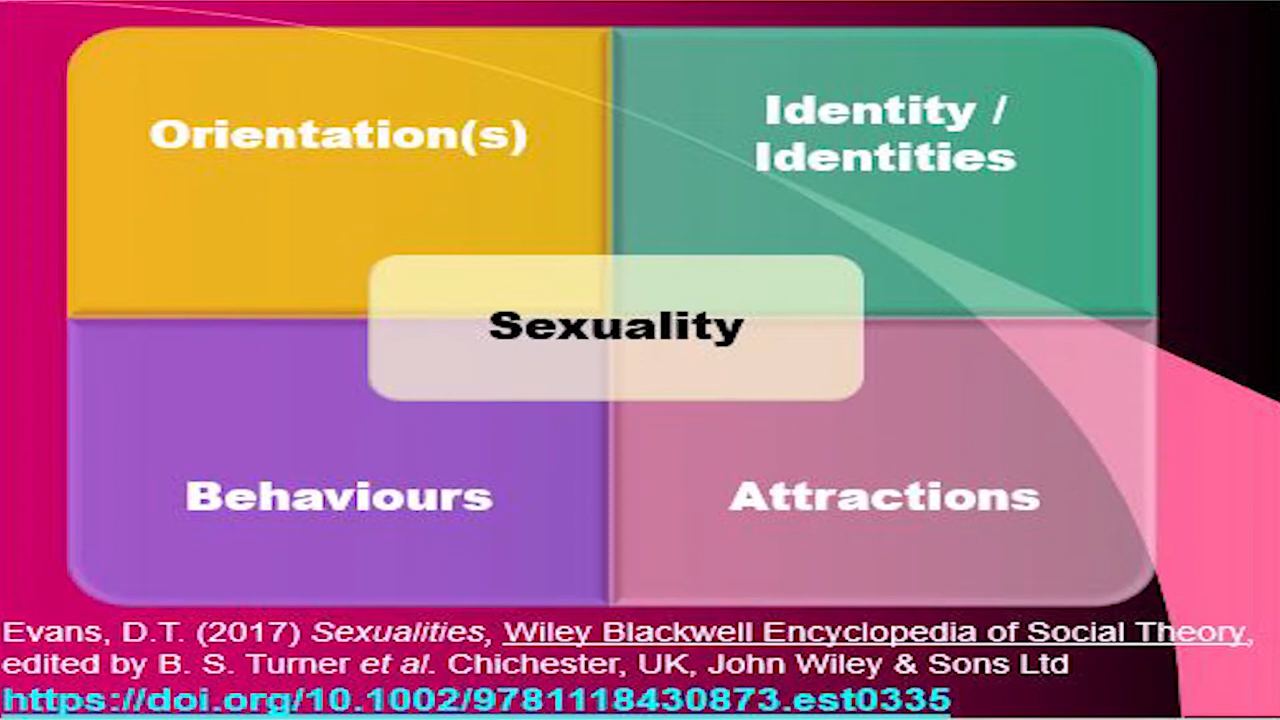 Orientation(s)
Identity /
Identities
Sexuality
Behaviours
Attractions
Evans, D.T. (2017) Sexualities, Wiley Blackwell Encyclopedia of Social Theory,
edited by B. S. Turner et al. Chichester, UK, John Wiley & Sons Ltd
https://doi.org/10.1002/9781118430873.est0335